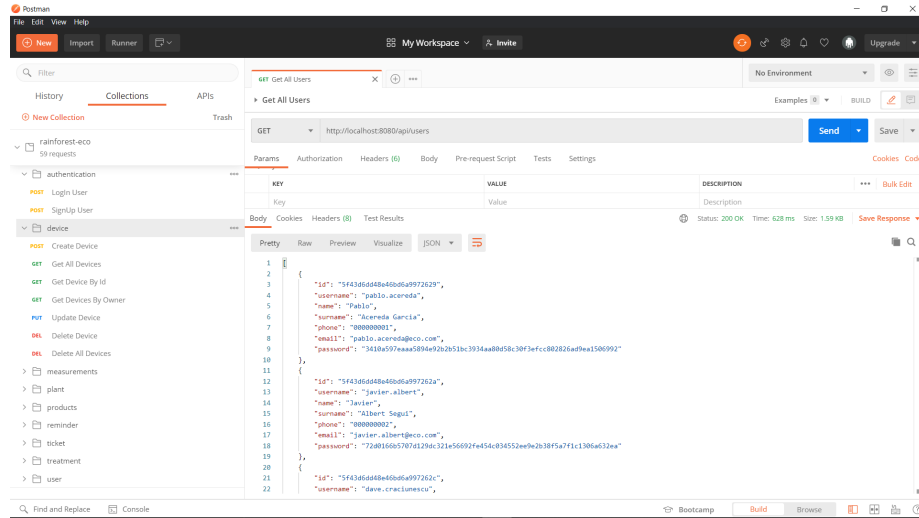 Postman
File Edit View Help
New Import Runner My Workspace Invite Upgrade
Filter
History Collections APIs
New Collection Trash
rainforest-eco
59 requests
authentication
POST LogIn User
POST SignUp User
device
POST Create Device
GET Get All Devices
GET Get Device By Id
GET Get Devices By Owner
PUT Update Device
DEL Delete Device
DEL Delete All Devices
measurements
plant
products
reminder
ticket
treatment
user
GET Get All Users
No Environment
Get All Users
Examples 0 BUILD
GET http://localhost:8080/api/users Send Save
Params Authorization Headers (6) Body Pre-request Script Tests Settings Cookies Code
KEY VALUE DESCRIPTION Bulk Edit
Key Value Description
Body Cookies Headers (8) Test Results Status: 200 OK Time: 628 ms Size: 1.59 KB Save Response
Pretty Raw Preview Visualize JSON
1 [
2 {
3 "id": "5f43d6dd48e46bd6a9972629",
4 "username": "pablo.acereda",
5 "name": "Pablo",
6 "surname": "Acereda Garcia",
7 "phone": "000000001",
8 "email": "pablo.acereda@eco.com",
9 "password": "3410a597eaaa5894e92b2b51bc3934aa80d58c30f3efcc802826ad9ea1506992"
10 },
11 {
12 "id": "5f43d6dd48e46bd6a997262a",
13 "username": "javier.albert",
14 "name": "Javier",
15 "surname": "Albert Segui",
16 "phone": "000000002",
17 "email": "javier.albert@eco.com",
18 "password": "72d0166b5707d129dc321e56692fe454c034552ee9e2b38f5a7f1c1306a632ea"
19 },
20 {
21 "id": "5f43d6dd48e46bd6a997262c",
22 "username": "dave.craciunescu",
Find and Replace Console Bootcamp Build Browse